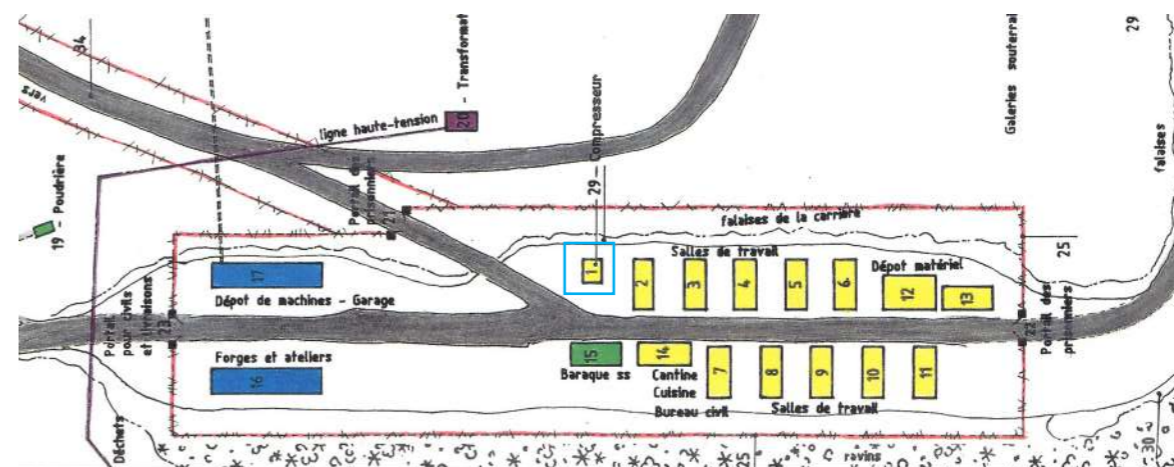 34
29
vers
ligne haute-tension
20 - Transformat
29 - Compresseur
Galeries souterrai
falaises
19 - Poudrière
Portail des
prisonniers
21
falaises de la carrière
25
17
Dépot de machines - Garage
1
Salles de travail
2
3
4
5
6
Dépot matériel
12
13
Portail
pour civils
et livraisons
23
22
Portail des
prisonniers
Forges et ateliers
16
15
Baraque ss
14
Cantine
Cuisine
Bureau civil
7
8
9
10
11
Salles de travail
Déchets
25
ravins
30